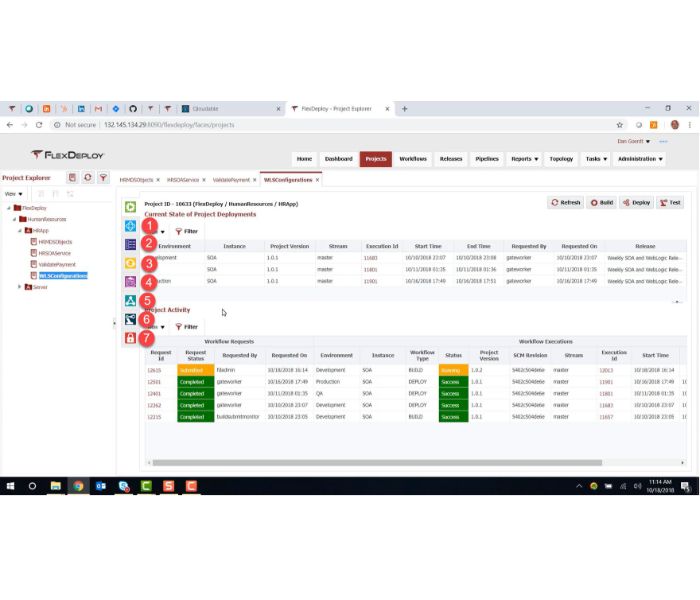 Cloudable
FlexDeploy - Project Explorer
Not secure | 132.145.134.29:8090/flexdeploy/faces/projects
Dan Goerdt
FLEXDEPLOY
Home Dashboard Projects Workflows Releases Pipelines Reports Topology Tasks Administration
Project Explorer
HRMDSObjects HRSOAService ValidatePayment WLSConfigurations
View
FlexDeploy
HumanResources
HRApp
HRMDSObjects
HRSOAService
ValidatePayment
WLSConfigurations
Server
Project ID - 10633 (FlexDeploy / HumanResources / HRApp)
Refresh Build Deploy Test
Current State of Project Deployments
1
2
3
4
5
6
7
Filter
Environment Instance Project Version Stream Execution Id Start Time End Time Requested By Requested On Release
SOA 1.0.1 master 11683 10/10/2018 23:07 10/10/2018 23:08 gateworker 10/10/2018 23:07 Weekly SOA and WebLogic Rele...
SOA 1.0.1 master 11801 10/11/2018 01:35 10/11/2018 01:36 gateworker 10/11/2018 01:35 Weekly SOA and WebLogic Rele...
SOA 1.0.1 master 11901 10/16/2018 17:49 10/16/2018 17:51 gateworker 10/16/2018 17:49 Weekly SOA and WebLogic Rele...
Project Activity
Filter
Workflow Requests Workflow Executions
Request Id Request Status Requested By Requested On Environment Instance Workflow Type Status Project Version SCM Revision Stream Execution Id Start Time
12615 Submitted fdadmin 10/18/2018 16:14 Development SOA BUILD Running 1.0.2 5402c504de6e master 12013 10/18/2018 16:14
12501 Completed gateworker 10/16/2018 17:49 Production SOA DEPLOY Success 1.0.1 5402c504de6e master 11901 10/16/2018 17:49
12401 Completed gateworker 10/11/2018 01:35 QA SOA DEPLOY Success 1.0.1 5402c504de6e master 11801 10/11/2018 01:35
12262 Completed gateworker 10/10/2018 23:07 Development SOA DEPLOY Success 1.0.1 5402c504de6e master 11683 10/10/2018 23:07
12215 Completed buildsubmitmonitor 10/10/2018 23:05 Development SOA BUILD Success 1.0.1 5402c504de6e master 11657 10/10/2018 23:05
11:14 AM
10/18/2018